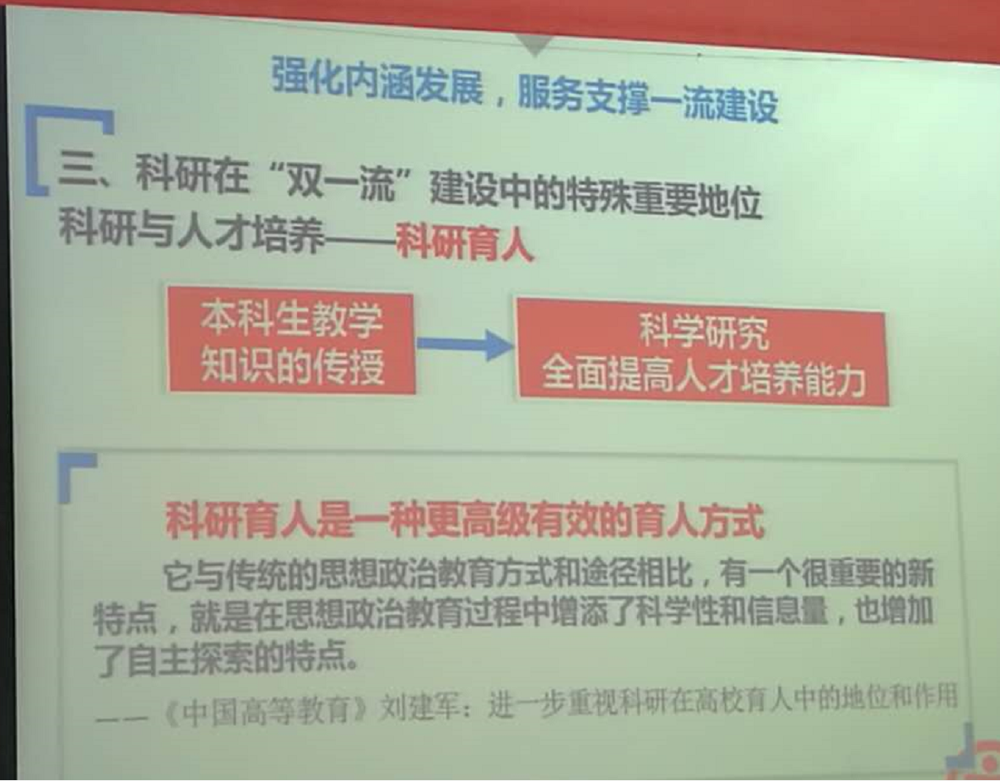 强化内涵发展，服务支撑一流建设
三、科研在“双一流”建设中的特殊重要地位
科研与人才培养——科研育人
本科生教学
知识的传授
科学研究
全面提高人才培养能力
科研育人是一种更高级有效的育人方式
它与传统的思想政治教育方式和途径相比，有一个很重要的新
特点，就是在思想政治教育过程中增添了科学性和信息量，也增加
了自主探索的特点。
——《中国高等教育》刘建军：进一步重视科研在高校育人中的地位和作用